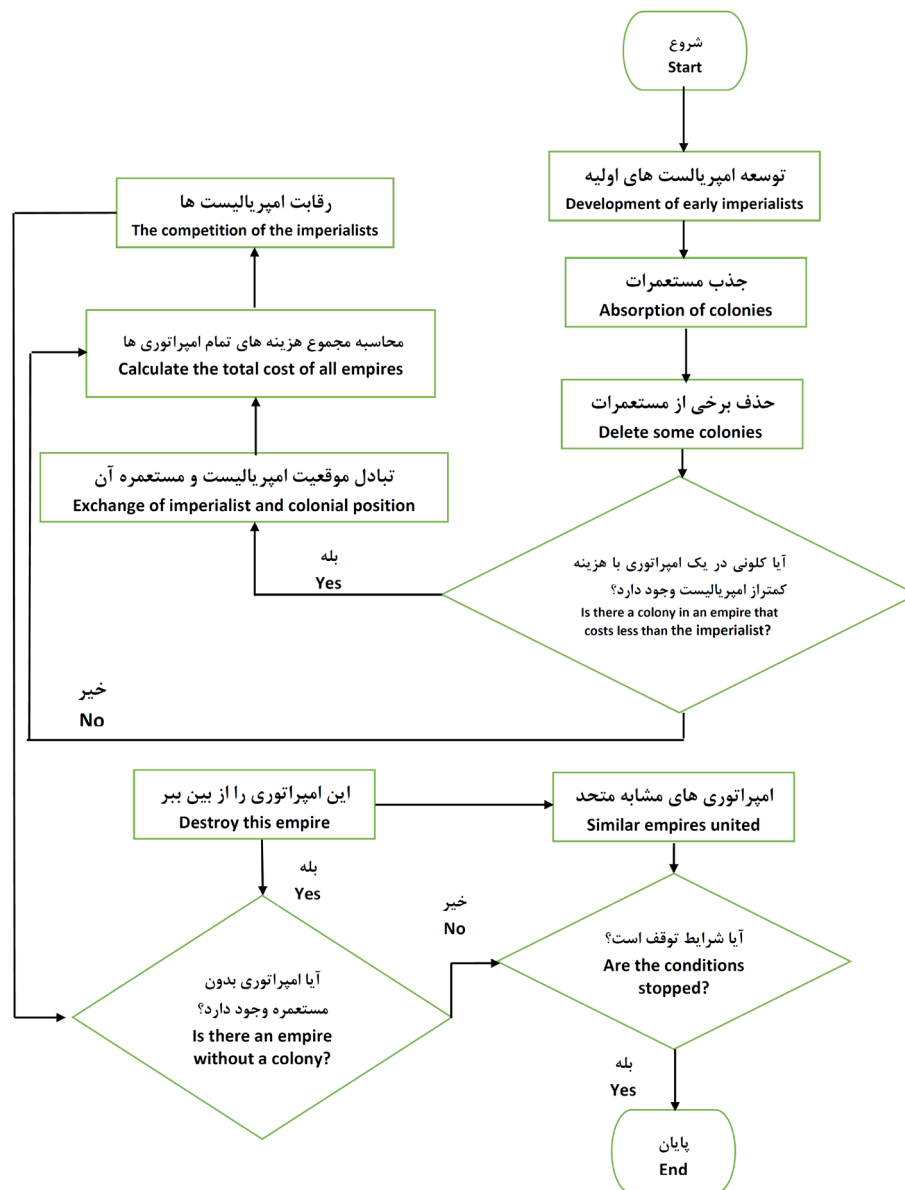 شروع
Start
توسعه امپریالست های اولیه
Development of early imperialists
جذب مستعمرات
Absorption of colonies
حذف برخی از مستعمرات
Delete some colonies
آیا کلونی در یک امپراتوری با هزینه
کمتراز امپریالیست وجود دارد؟
Is there a colony in an empire that
costs less than the imperialist?
بله
Yes
تبادل موقعیت امپریالیست و مستعمره آن
Exchange of imperialist and colonial position
محاسبه مجموع هزینه های تمام امپراتوری ها
Calculate the total cost of all empires
رقابت امپریالیست ها
The competition of the imperialists
خیر
No
این امپراتوری را از بین ببر
Destroy this empire
بله
Yes
آیا امپراتوری بدون
مستعمره وجود دارد؟
Is there an empire
without a colony?
خیر
No
امپراتوری های مشابه متحد
Similar empires united
آیا شرایط توقف است؟
Are the conditions
stopped?
بله
Yes
پایان
End